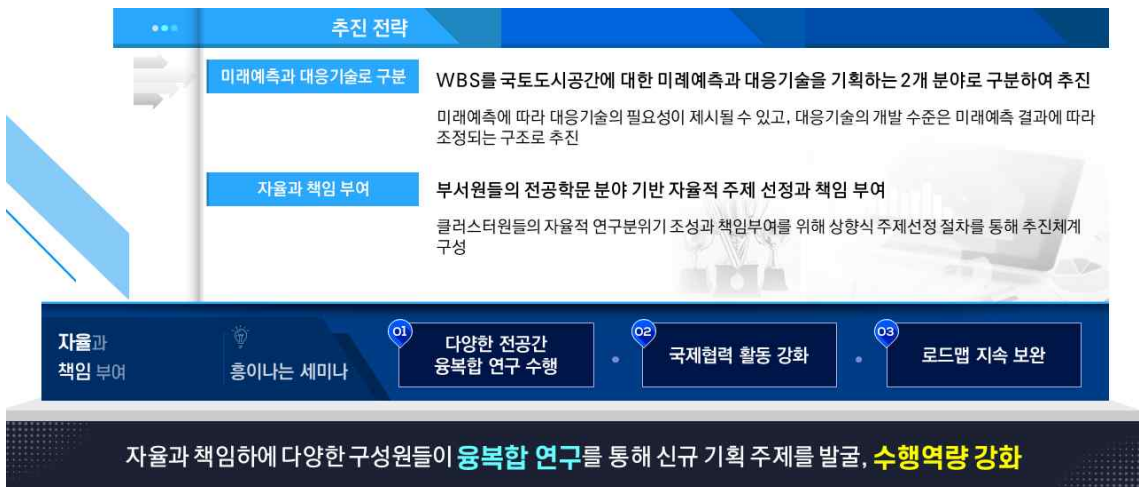 추진 전략
미래예측과 대응기술로 구분
WBS를 국토도시공간에 대한 미례예측과 대응기술을 기획하는 2개 분야로 구분하여 추진
미래예측에 따라 대응기술의 필요성이 제시될 수 있고, 대응기술의 개발 수준은 미래예측 결과에 따라
조정되는 구조로 추진
자율과 책임 부여
부서원들의 전공학문 분야 기반 자율적 주제 선정과 책임 부여
클러스터원들의 자율적 연구분위기 조성과 책임부여를 위해 상향식 주제선정 절차를 통해 추진체계
구성
자율과
책임 부여
흥이나는 세미나
01
다양한 전공간
융복합 연구 수행
02
국제협력 활동 강화
03
로드맵 지속 보완
자율과 책임하에 다양한 구성원들이 융복합 연구를 통해 신규 기획 주제를 발굴, 수행역량 강화